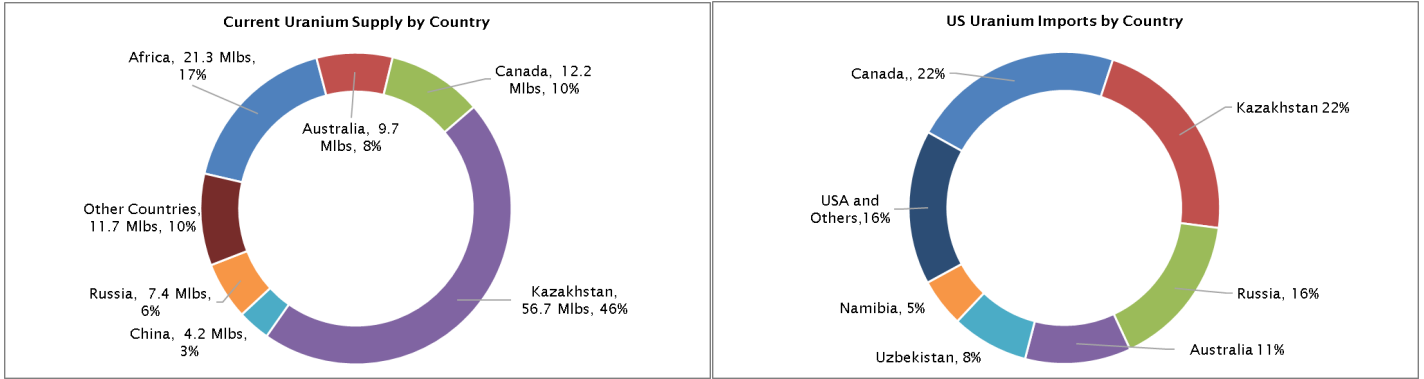 Current Uranium Supply by Country
Africa, 21.3 Mlbs,
17%
Canada, 12.2
Mlbs, 10%
Australia, 9.7
Mlbs, 8%
Other Countries,
11.7 Mlbs, 10%
Kazakhstan,
56.7 Mlbs, 46%
Russia, 7.4 Mlbs,
6%
China, 4.2 Mlbs,
3%
US Uranium Imports by Country
Canada,, 22%
Kazakhstan 22%
USA and
Others,16%
Russia, 16%
Namibia, 5%
Australia 11%
Uzbekistan, 8%